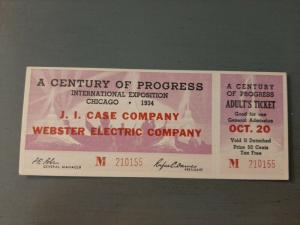 A CENTURY OF PROGRESS
INTERNATIONAL EXPOSITION
CHICAGO • 1934
J. I. CASE COMPANY
WEBSTER ELECTRIC COMPANY
GENERAL MANAGER
M 210155
PRESIDENT
A CENTURY
OF PROGRESS
ADULT'S TICKET
Good for one
General Admission
OCT. 20
Void if Detached
Price 50 Cents
Tax Free
M 210155